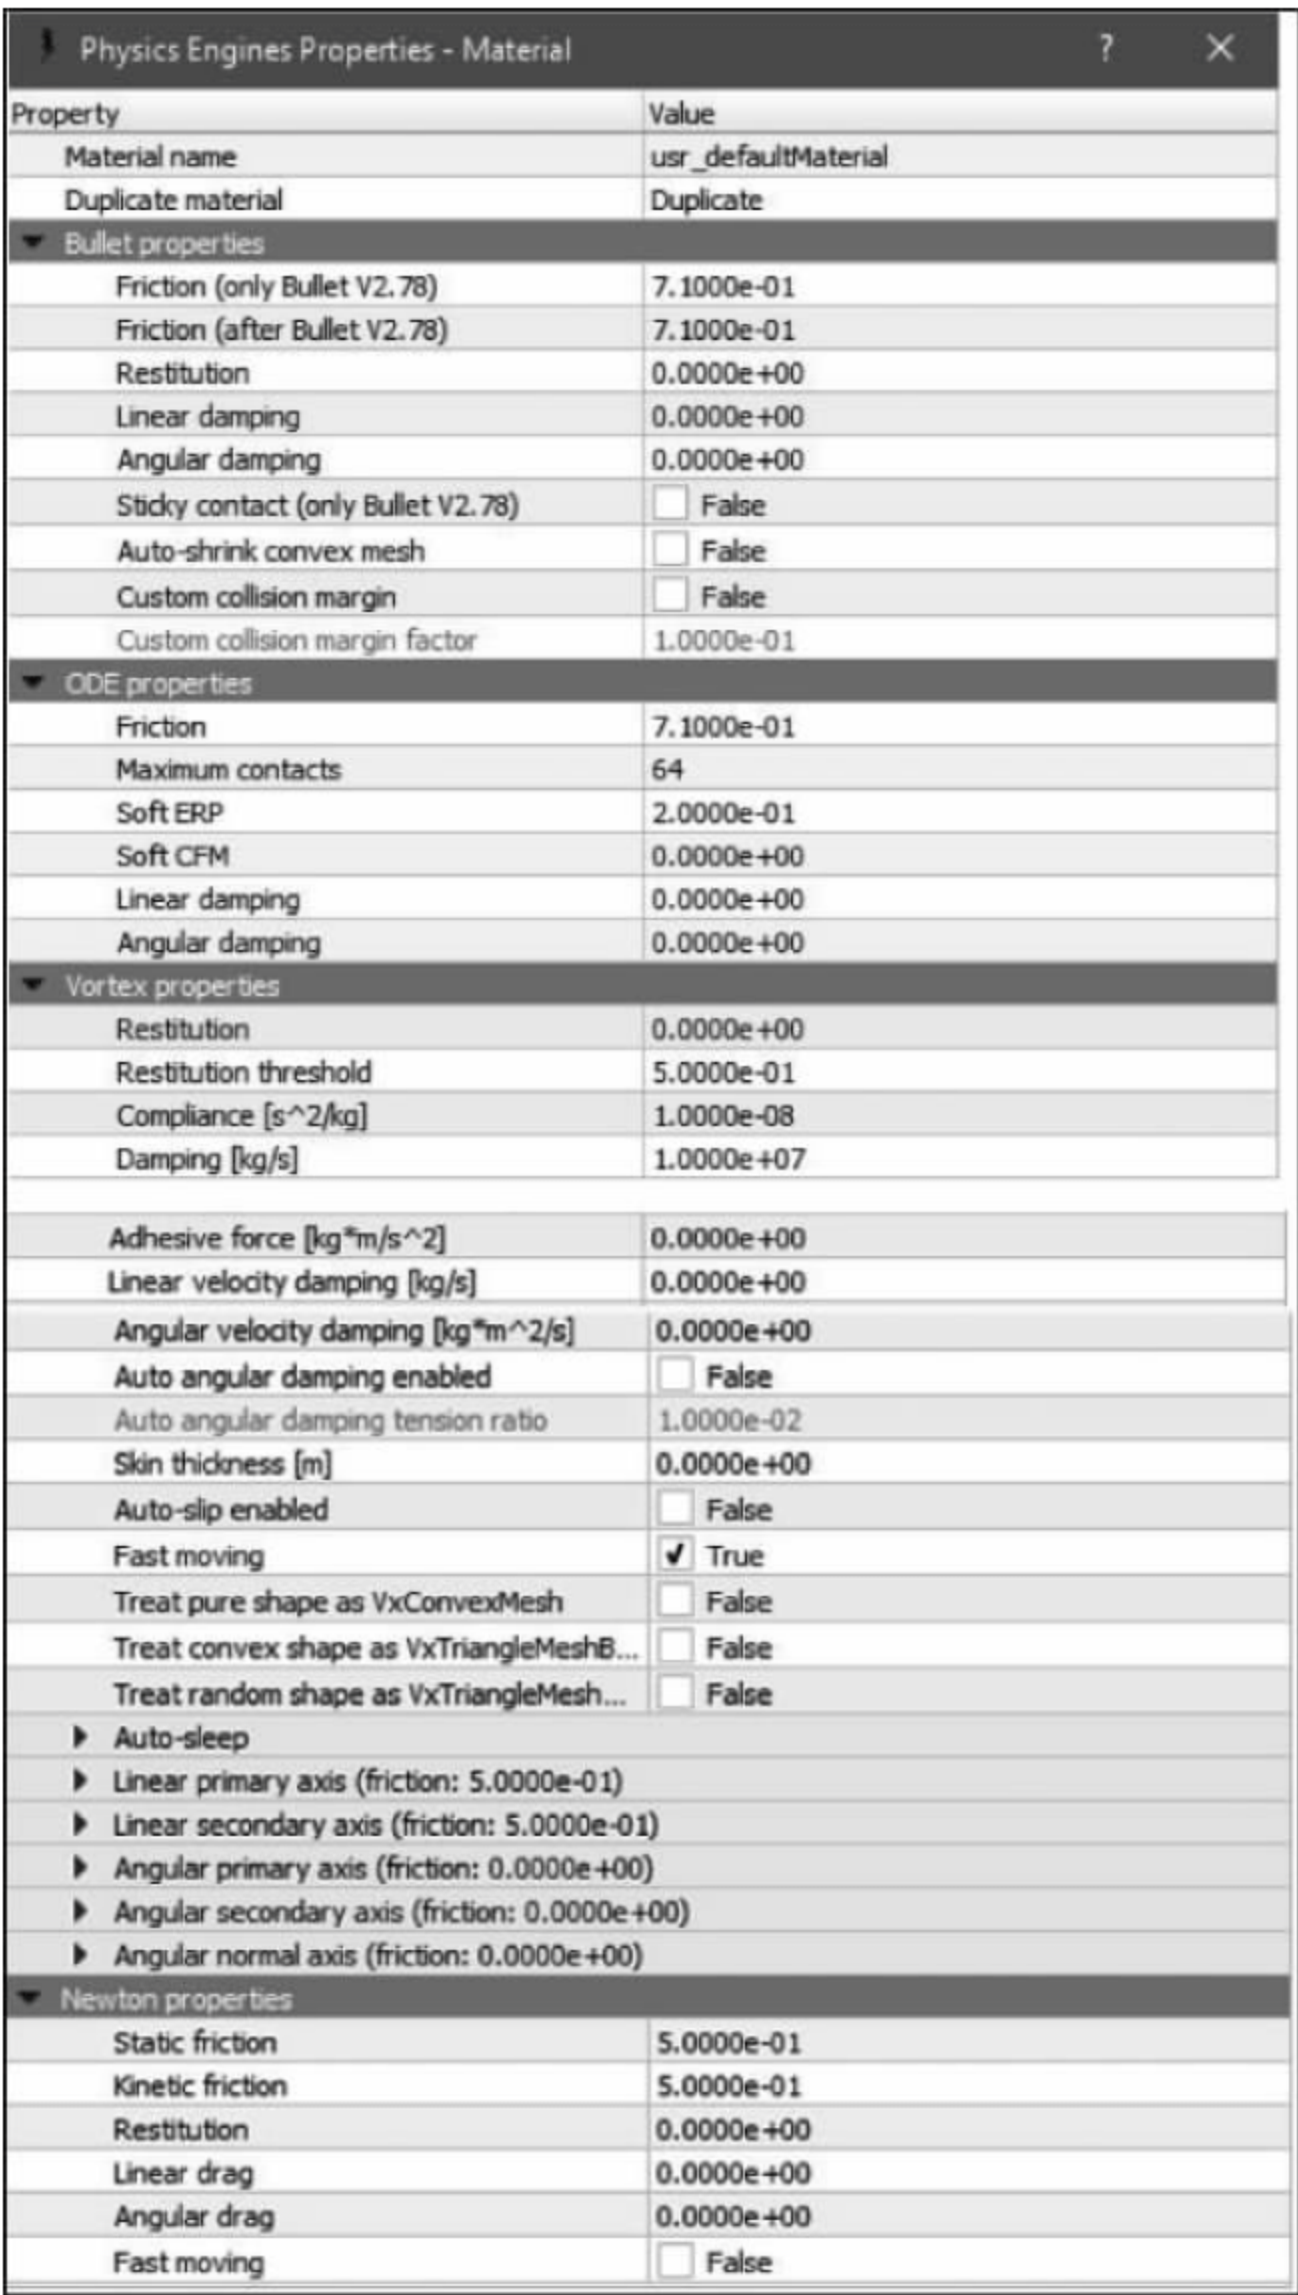 Physics Engines Properties - Material ? X
Property Value
Material name usr_defaultMaterial
Duplicate material Duplicate
Bullet properties
Friction (only Bullet V2.78) 7.1000e-01
Friction (after Bullet V2.78) 7.1000e-01
Restitution 0.0000e+00
Linear damping 0.0000e+00
Angular damping 0.0000e+00
Sticky contact (only Bullet V2.78) False
Auto-shrink convex mesh False
Custom collision margin False
Custom collision margin factor 1.0000e-01
ODE properties
Friction 7.1000e-01
Maximum contacts 64
Soft ERP 2.0000e-01
Soft CFM 0.0000e+00
Linear damping 0.0000e+00
Angular damping 0.0000e+00
Vortex properties
Restitution 0.0000e+00
Restitution threshold 5.0000e-01
Compliance [s^2/kg] 1.0000e-08
Damping [kg/s] 1.0000e+07
Adhesive force [kg*m/s^2] 0.0000e+00
Linear velocity damping [kg/s] 0.0000e+00
Angular velocity damping [kg*m^2/s] 0.0000e+00
Auto angular damping enabled False
Auto angular damping tension ratio 1.0000e-02
Skin thickness [m] 0.0000e+00
Auto-slip enabled False
Fast moving ✓ True
Treat pure shape as VxConvexMesh False
Treat convex shape as VxTriangleMeshB... False
Treat random shape as VxTriangleMesh... False
Auto-sleep
Linear primary axis (friction: 5.0000e-01)
Linear secondary axis (friction: 5.0000e-01)
Angular primary axis (friction: 0.0000e+00)
Angular secondary axis (friction: 0.0000e+00)
Angular normal axis (friction: 0.0000e+00)
Newton properties
Static friction 5.0000e-01
Kinetic friction 5.0000e-01
Restitution 0.0000e+00
Linear drag 0.0000e+00
Angular drag 0.0000e+00
Fast moving False